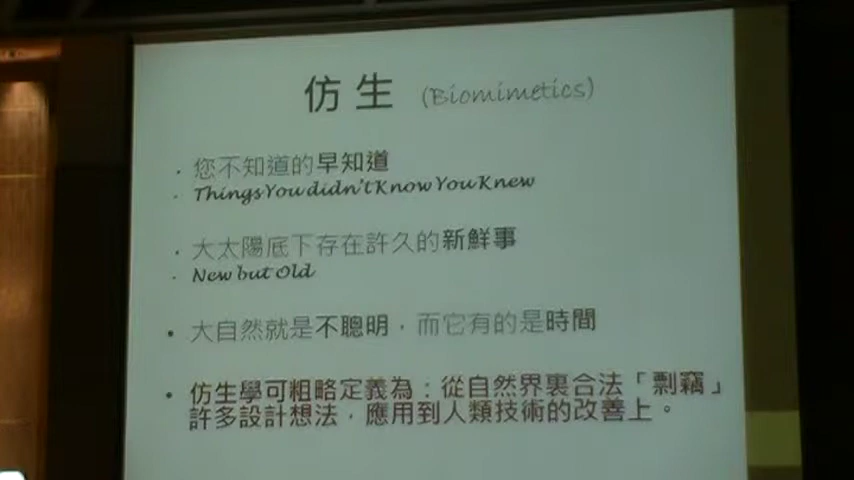 仿生 (Biomimetics)
• 您不知道的早知道
• Things You didn't Know You Knew
• 大太陽底下存在許久的新鮮事
• New but Old
• 大自然就是不聰明，而它有的是時間
• 仿生學可粗略定義為：從自然界裏合法「剽竊」
許多設計想法，應用到人類技術的改善上。